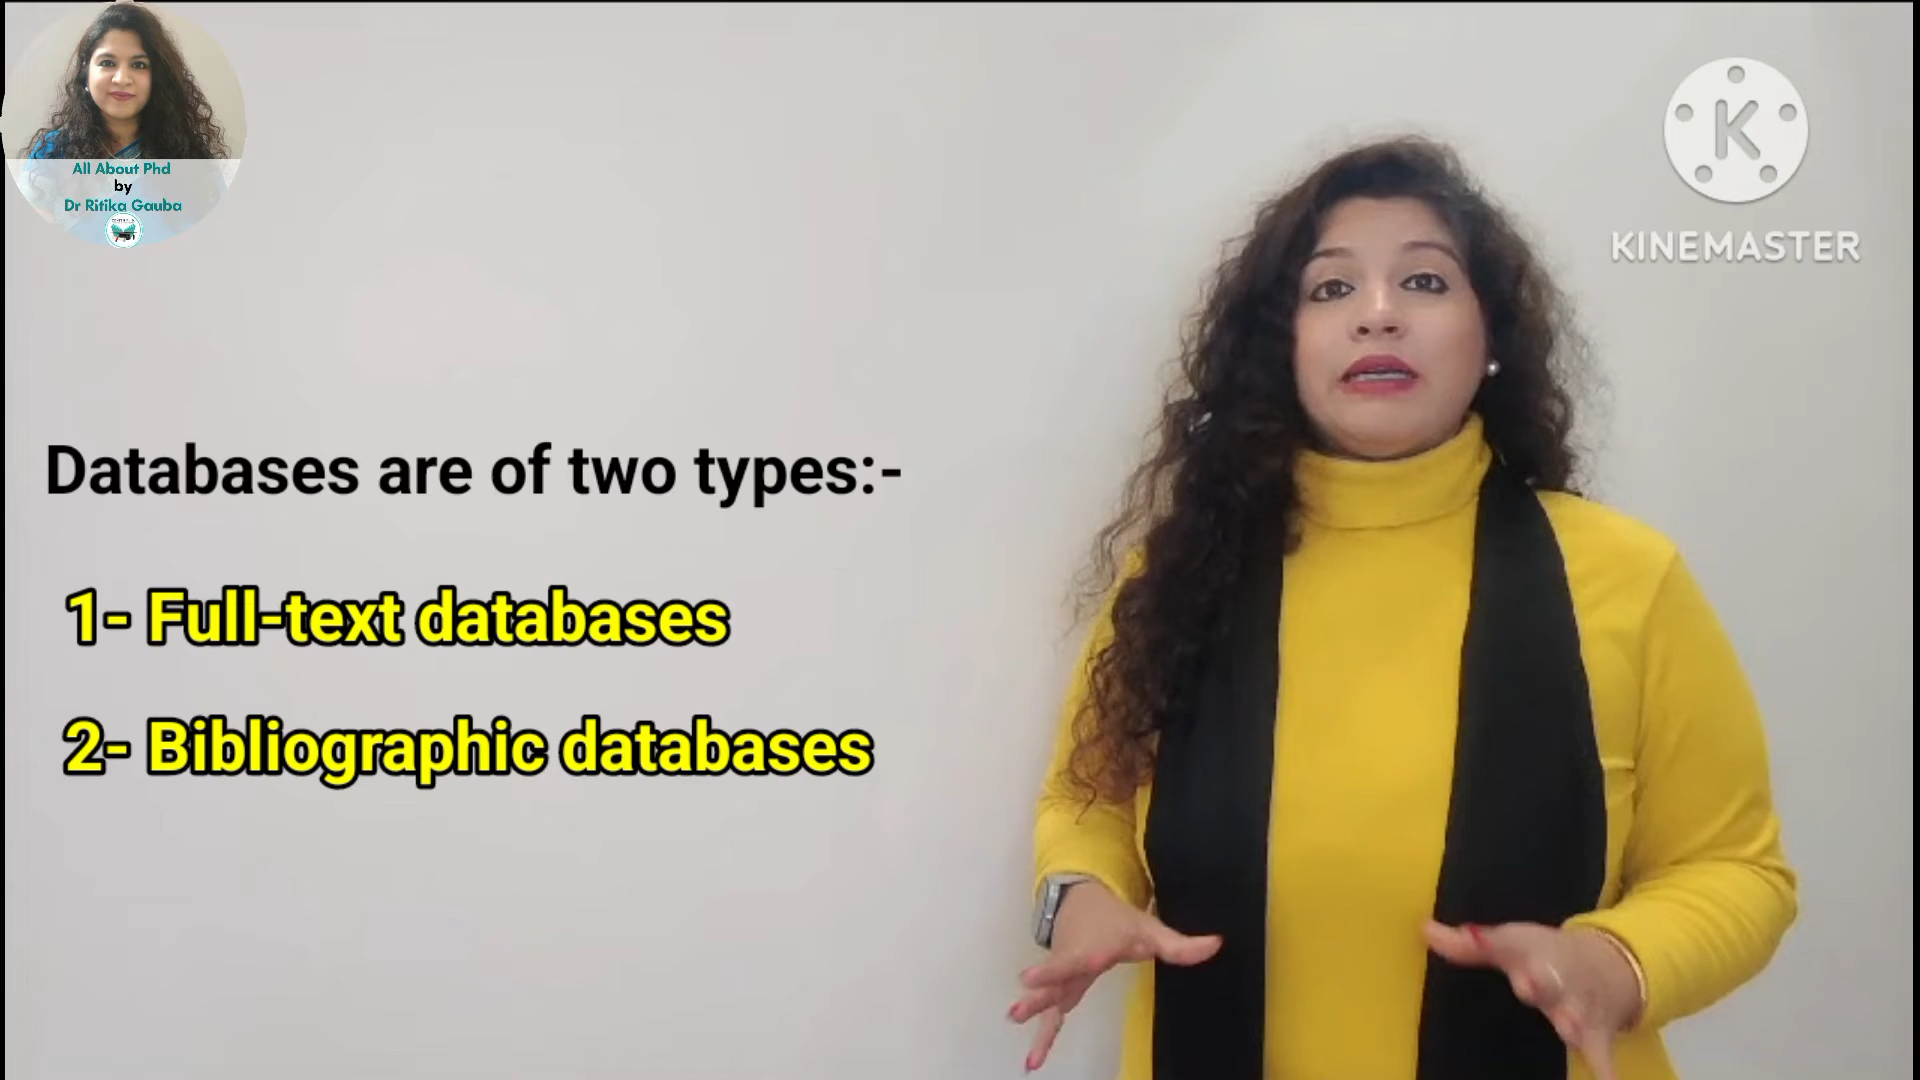 All About Phd
by
Dr Ritika Gauba
K
KINEMASTER
Databases are of two types:-
1- Full-text databases
2- Bibliographic databases